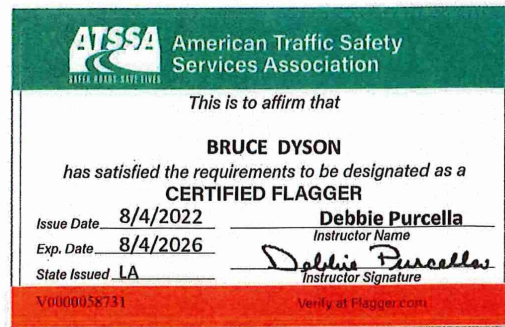 ATSSA
SAFER ROADS SAVE LIVES
American Traffic Safety
Services Association
This is to affirm that
BRUCE DYSON
has satisfied the requirements to be designated as a
CERTIFIED FLAGGER
Issue Date 8/4/2022 Debbie Purcella
Instructor Name
Exp. Date 8/4/2026
Debbie Purcella
State Issued LA Instructor Signature
V0000058731 Verify at Flagger.com